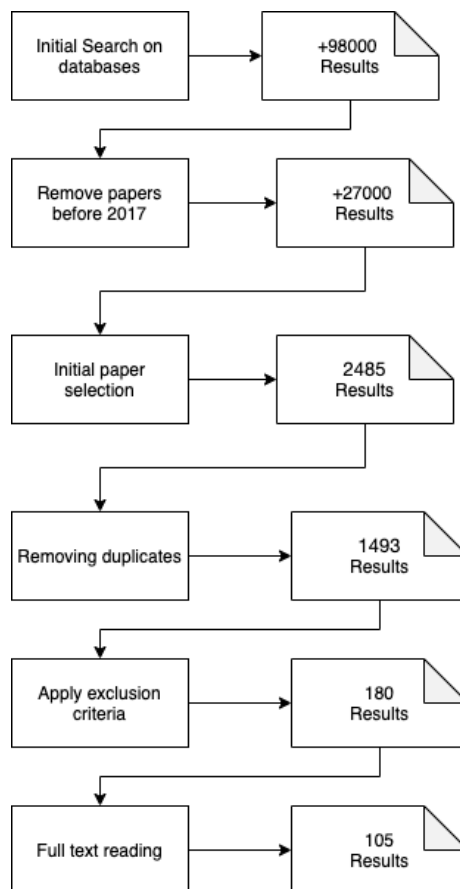 Initial Search on
databases
+98000
Results
Remove papers
before 2017
+27000
Results
Initial paper
selection
2485
Results
Removing duplicates
1493
Results
Apply exclusion
criteria
180
Results
Full text reading
105
Results